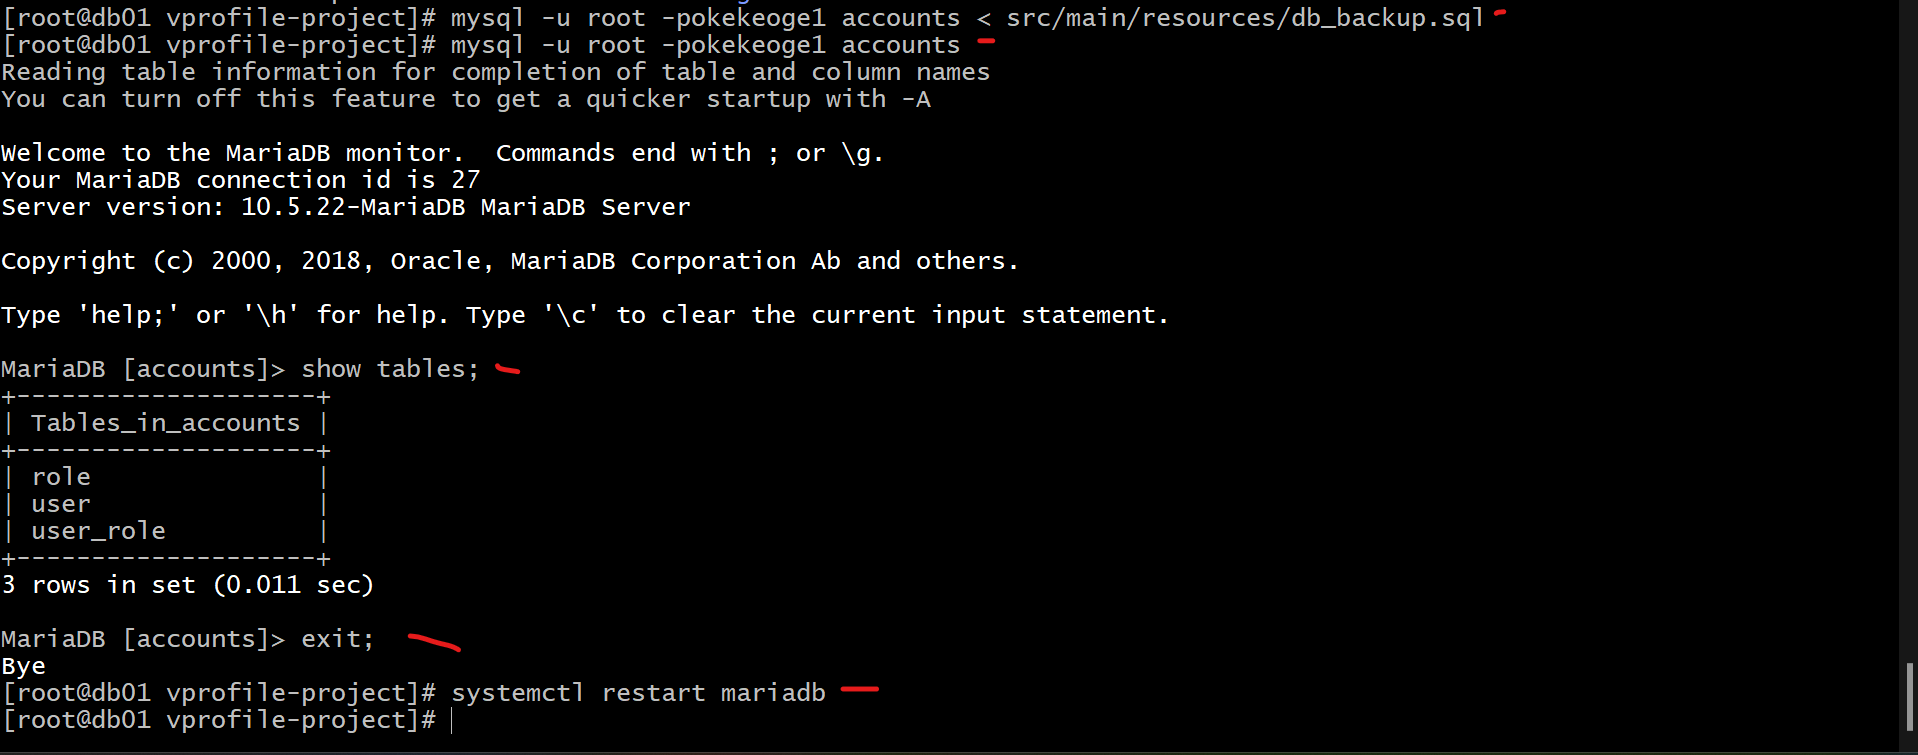 [root@db01 vprofile-project]# mysql -u root -pokekeoge1 accounts < src/main/resources/db_backup.sql
[root@db01 vprofile-project]# mysql -u root -pokekeoge1 accounts
Reading table information for completion of table and column names
You can turn off this feature to get a quicker startup with -A
Welcome to the MariaDB monitor.  Commands end with ; or \g.
Your MariaDB connection id is 27
Server version: 10.5.22-MariaDB MariaDB Server
Copyright (c) 2000, 2018, Oracle, MariaDB Corporation Ab and others.
Type 'help;' or '\h' for help. Type '\c' to clear the current input statement.
MariaDB [accounts]> show tables;
+--------------------+
| Tables_in_accounts |
+--------------------+
| role               |
| user               |
| user_role          |
+--------------------+
3 rows in set (0.011 sec)
MariaDB [accounts]> exit;
Bye
[root@db01 vprofile-project]# systemctl restart mariadb
[root@db01 vprofile-project]#